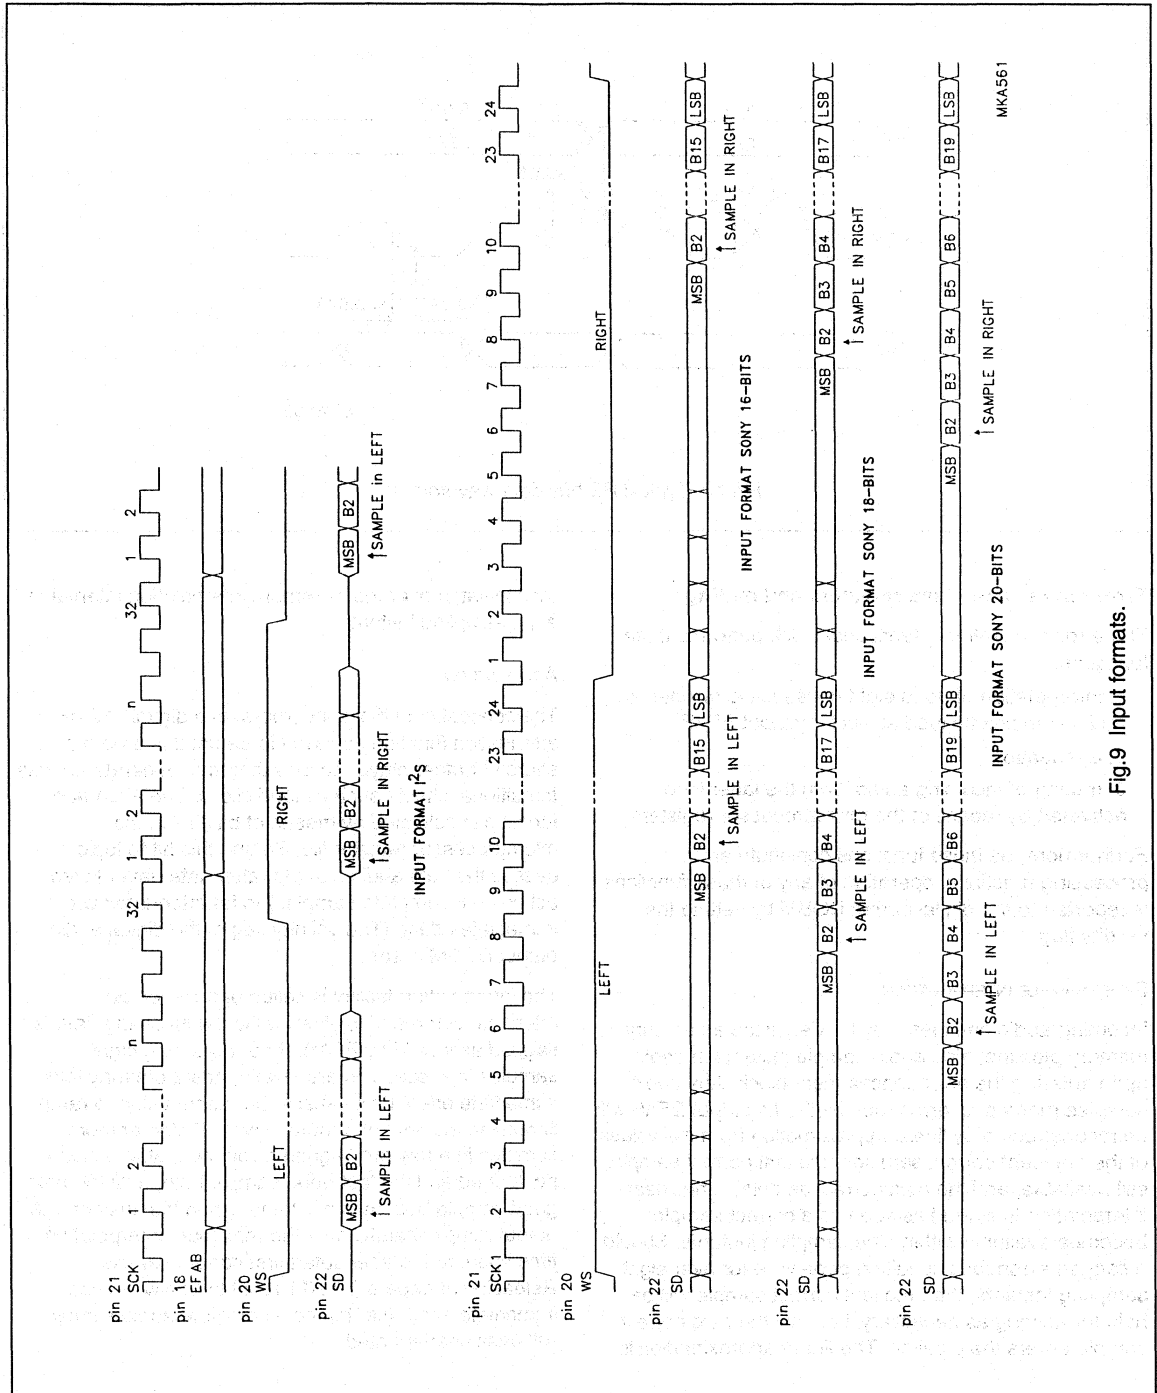 pin 21
SCK
1 2 n 32 1 2 n 32 1 2
pin 18
EFAB
pin 20
WS
LEFT RIGHT
pin 22
SD
MSB B2 MSB B2 MSB B2
SAMPLE IN LEFT SAMPLE IN RIGHT SAMPLE in LEFT
INPUT FORMAT I²S
pin 21
SCK 1 2 3 4 5 6 7 8 9 10 23 24 1 2 3 4 5 6 7 8 9 10 23 24
pin 20
WS
LEFT RIGHT
pin 22
SD
MSB B2 B15 LSB MSB B2 B15 LSB
SAMPLE IN LEFT SAMPLE IN RIGHT
INPUT FORMAT SONY 16-BITS
pin 22
SD
MSB B2 B3 B4 B17 LSB MSB B2 B3 B4 B17 LSB
SAMPLE IN LEFT SAMPLE IN RIGHT
INPUT FORMAT SONY 18-BITS
pin 22
SD
MSB B2 B3 B4 B5 B6 B19 LSB MSB B2 B3 B4 B5 B6 B19 LSB
SAMPLE IN LEFT SAMPLE IN RIGHT
INPUT FORMAT SONY 20-BITS
MKA561
Fig.9 Input formats.